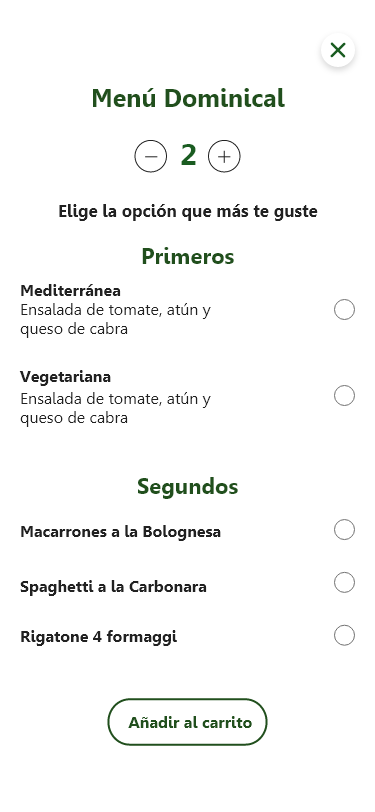 Menú Dominical
2
Elige la opción que más te guste
Primeros
Mediterránea
Ensalada de tomate, atún y
queso de cabra
Vegetariana
Ensalada de tomate, atún y
queso de cabra
Segundos
Macarrones a la Bolognesa
Spaghetti a la Carbonara
Rigatone 4 formaggi
Añadir al carrito